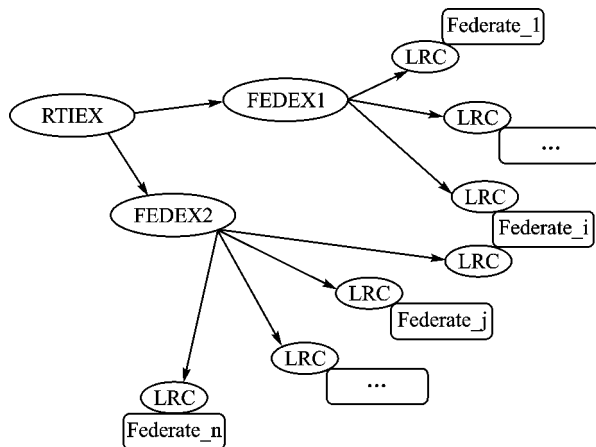 Federate_1
LRC
FEDEX1
RTIEX
LRC
...
LRC
FEDEX2
Federate_i
LRC
LRC
Federate_j
LRC
...
LRC
Federate_n